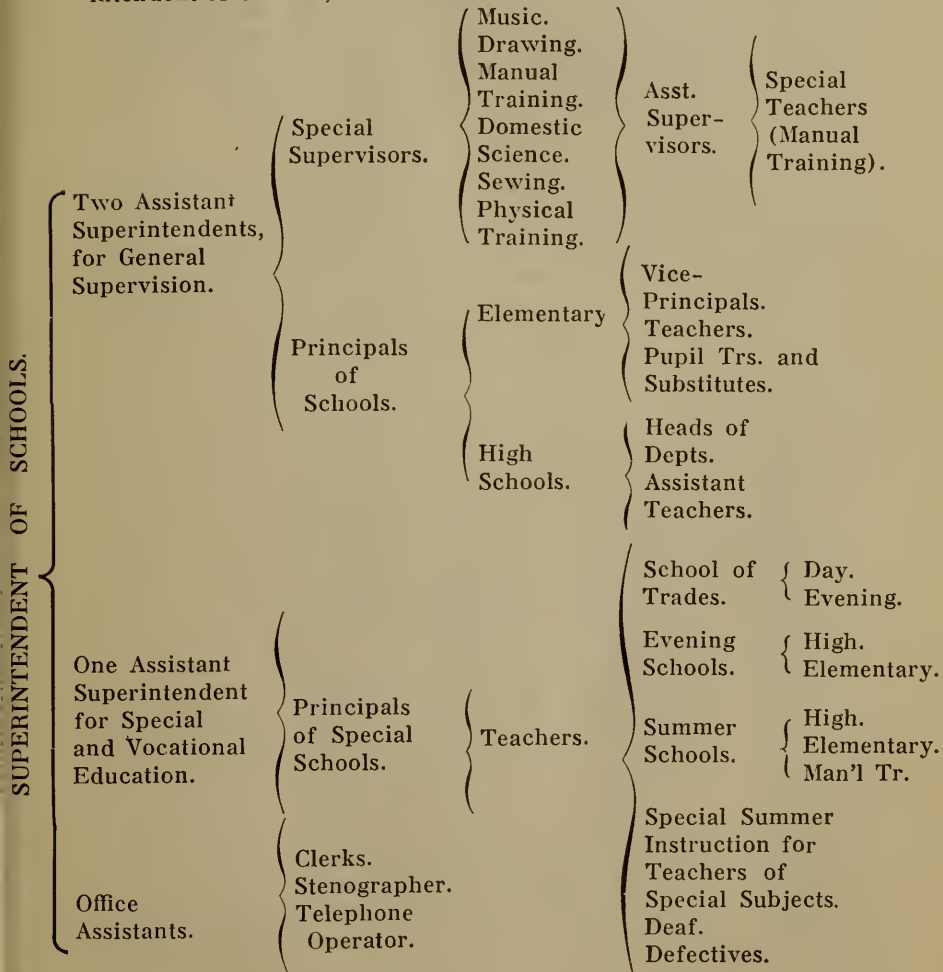 Music.
Drawing.
Manual
Training.
Domestic
Science.
Sewing.
Physical
Training.
Asst.
Super-
visors.
Special
Teachers
(Manual
Training).
Special
Supervisors.
Two Assistant
Superintendents,
for General
Supervision.
Principals
of
Schools.
Elementary
Vice-
Principals.
Teachers.
Pupil Trs. and
Substitutes.
High
Schools.
Heads of
Depts.
Assistant
Teachers.
SUPERINTENDENT OF SCHOOLS.
One Assistant
Superintendent
for Special
and Vocational
Education.
Principals
of Special
Schools.
Teachers.
School of
Trades.
Day.
Evening.
Evening
Schools.
High.
Elementary.
Summer
Schools.
High.
Elementary.
Man'l Tr.
Special Summer
Instruction for
Teachers of
Special Subjects.
Deaf.
Defectives.
Office
Assistants.
Clerks.
Stenographer.
Telephone
Operator.